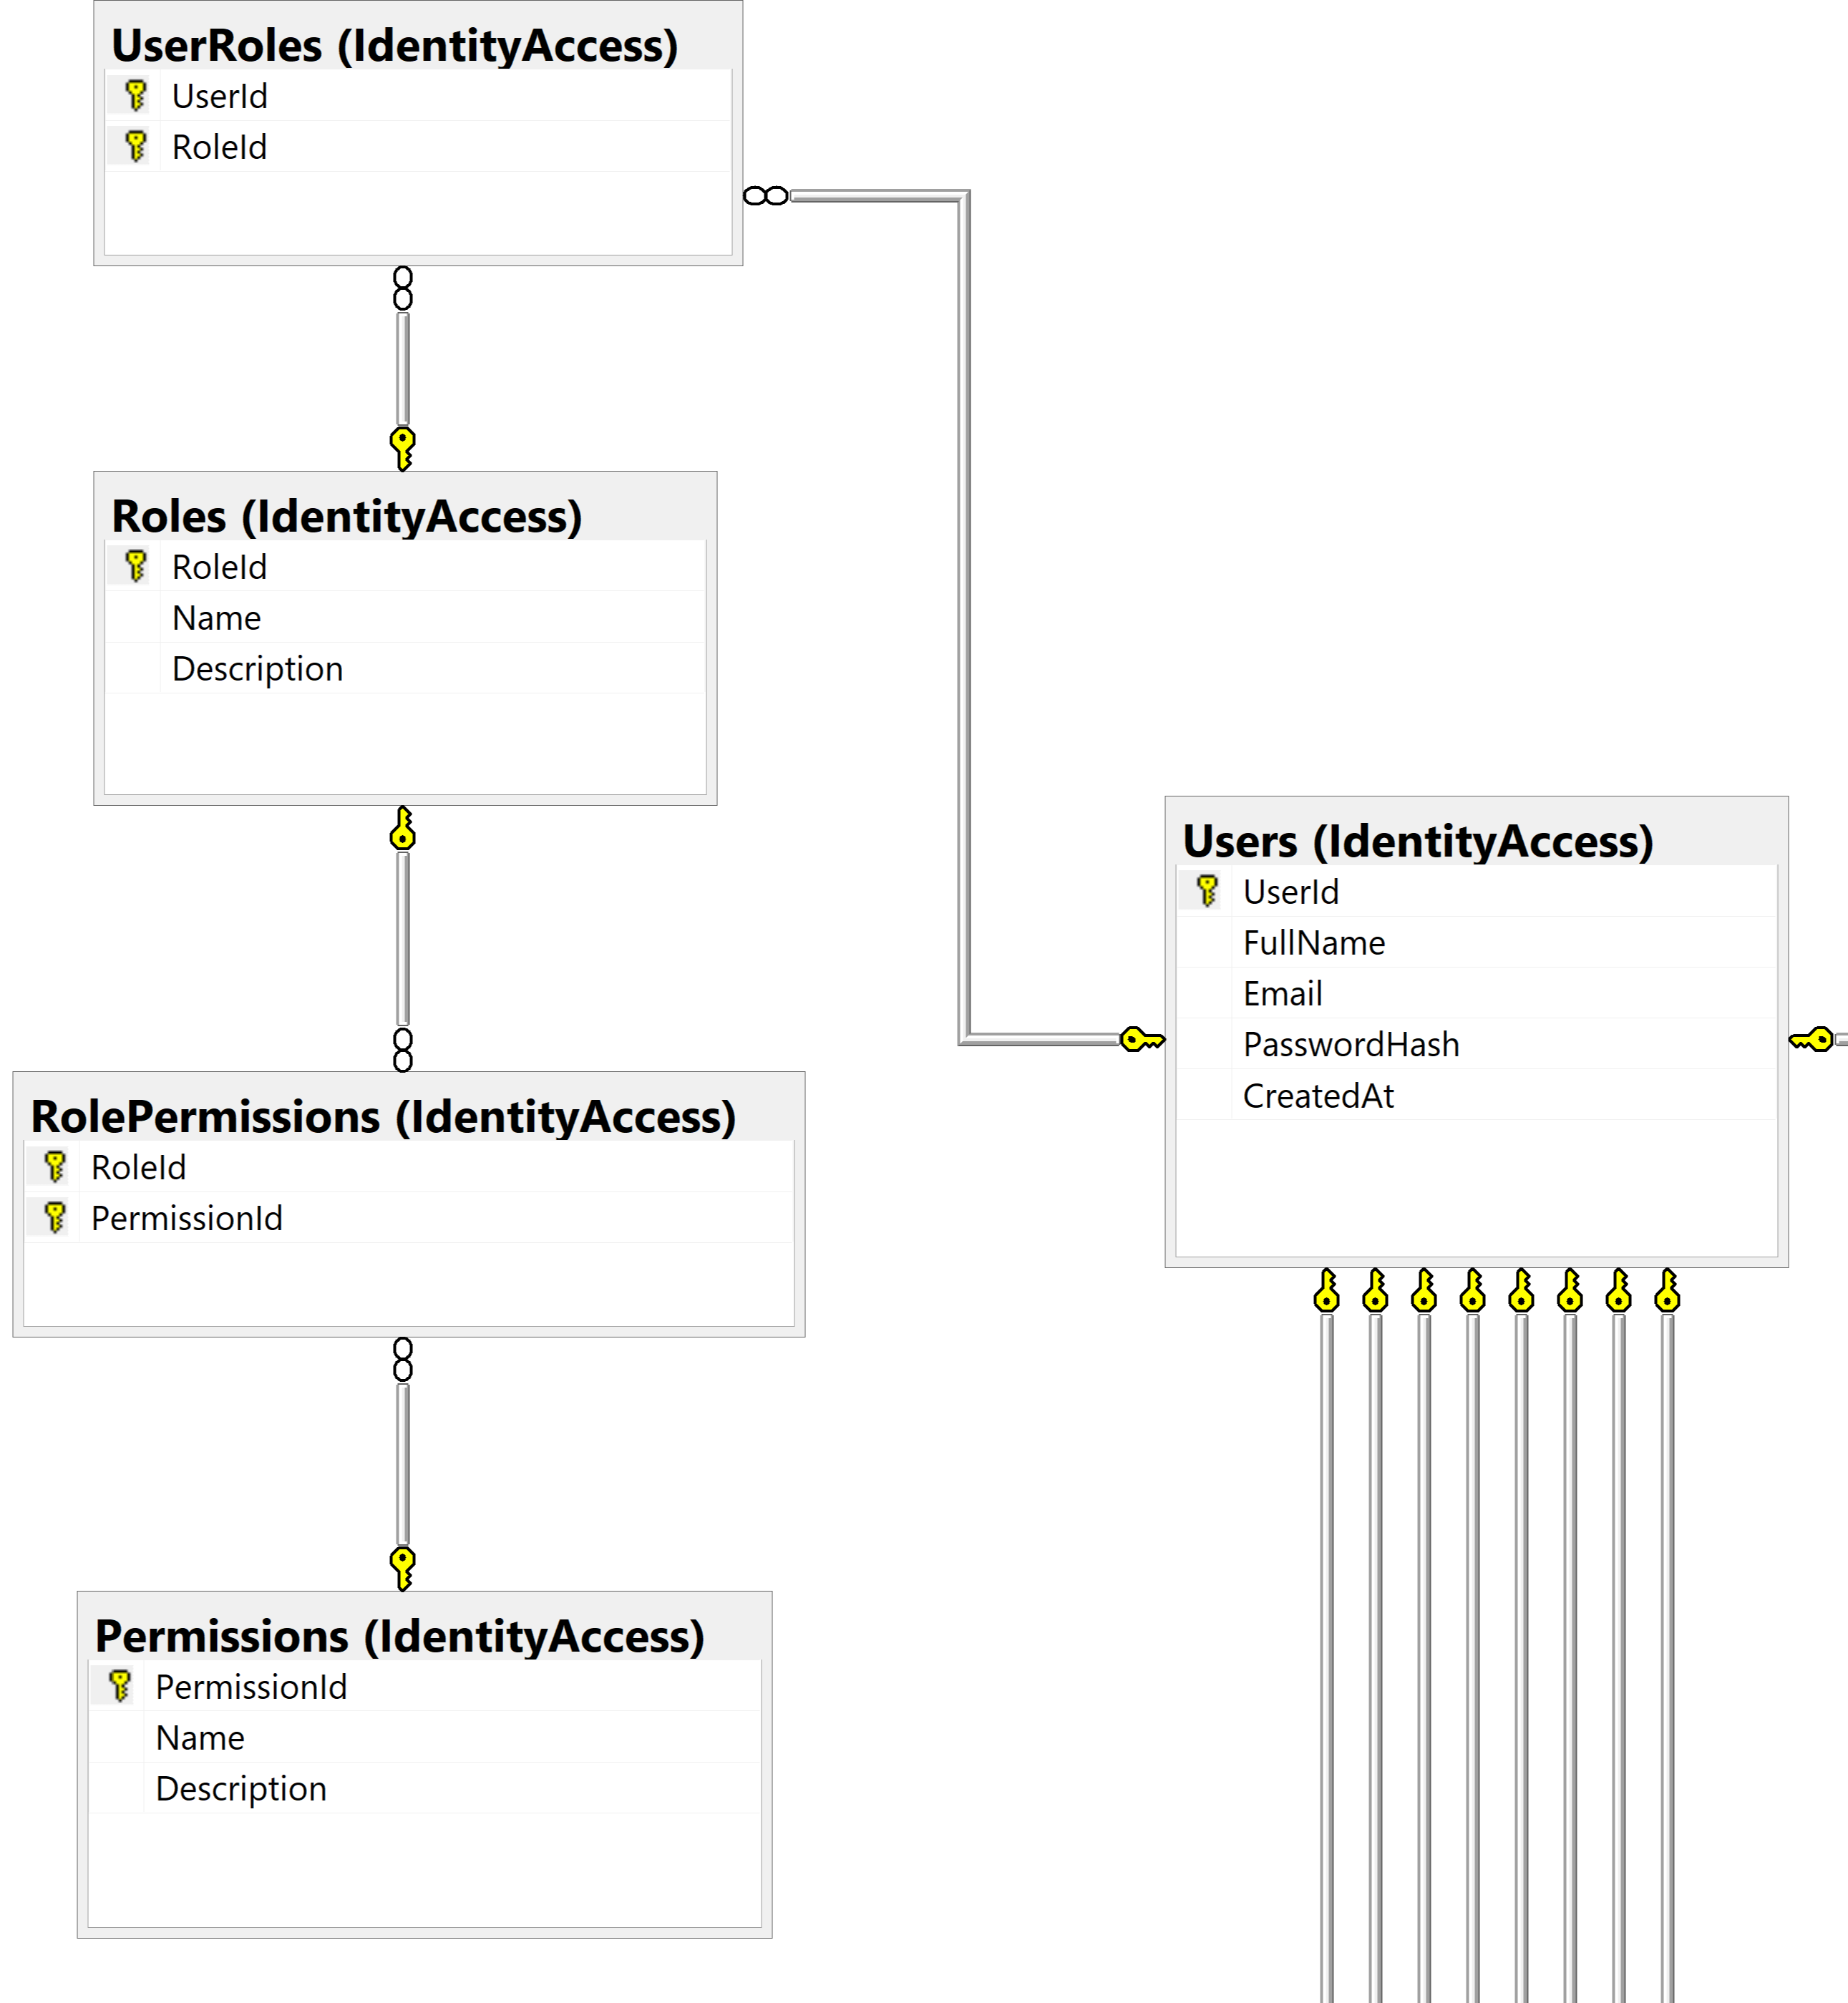 UserRoles (IdentityAccess)
UserId
RoleId
Roles (IdentityAccess)
RoleId
Name
Description
Users (IdentityAccess)
UserId
FullName
Email
PasswordHash
CreatedAt
RolePermissions (IdentityAccess)
RoleId
PermissionId
Permissions (IdentityAccess)
PermissionId
Name
Description